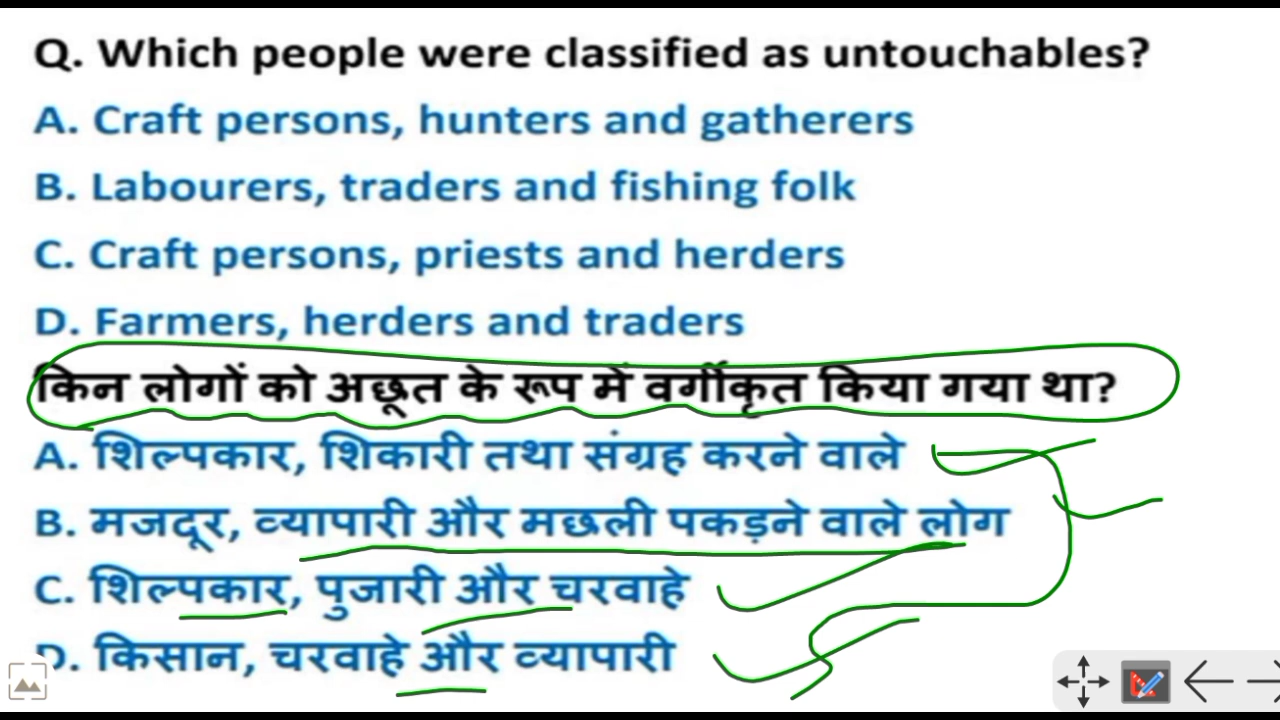 Q. Which people were classified as untouchables?
A. Craft persons, hunters and gatherers
B. Labourers, traders and fishing folk
C. Craft persons, priests and herders
D. Farmers, herders and traders
किन लोगों को अछूत के रूप में वर्गीकृत किया गया था?
A. शिल्पकार, शिकारी तथा संग्रह करने वाले
B. मजदूर, व्यापारी और मछली पकड़ने वाले लोग
C. शिल्पकार, पुजारी और चरवाहे
D. किसान, चरवाहे और व्यापारी